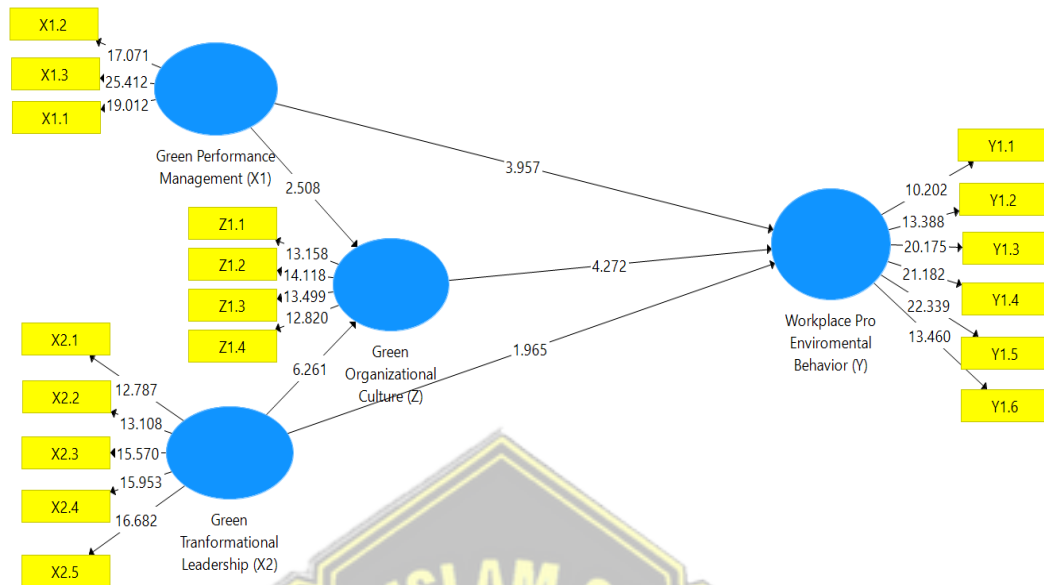 X1.2
17.071
X1.3
25.412
X1.1
19.012
Green Performance
Management (X1)
2.508
3.957
Z1.1
13.158
Z1.2
14.118
Z1.3
13.499
Z1.4
12.820
Green
Organizational
Culture (Z)
4.272
6.261
1.965
X2.1
12.787
X2.2
13.108
X2.3
15.570
X2.4
15.953
X2.5
16.682
Green
Tranformational
Leadership (X2)
Y1.1
10.202
Y1.2
13.388
Y1.3
20.175
Y1.4
21.182
Y1.5
22.339
Y1.6
13.460
Workplace Pro
Enviromental
Behavior (Y)
ISLAM